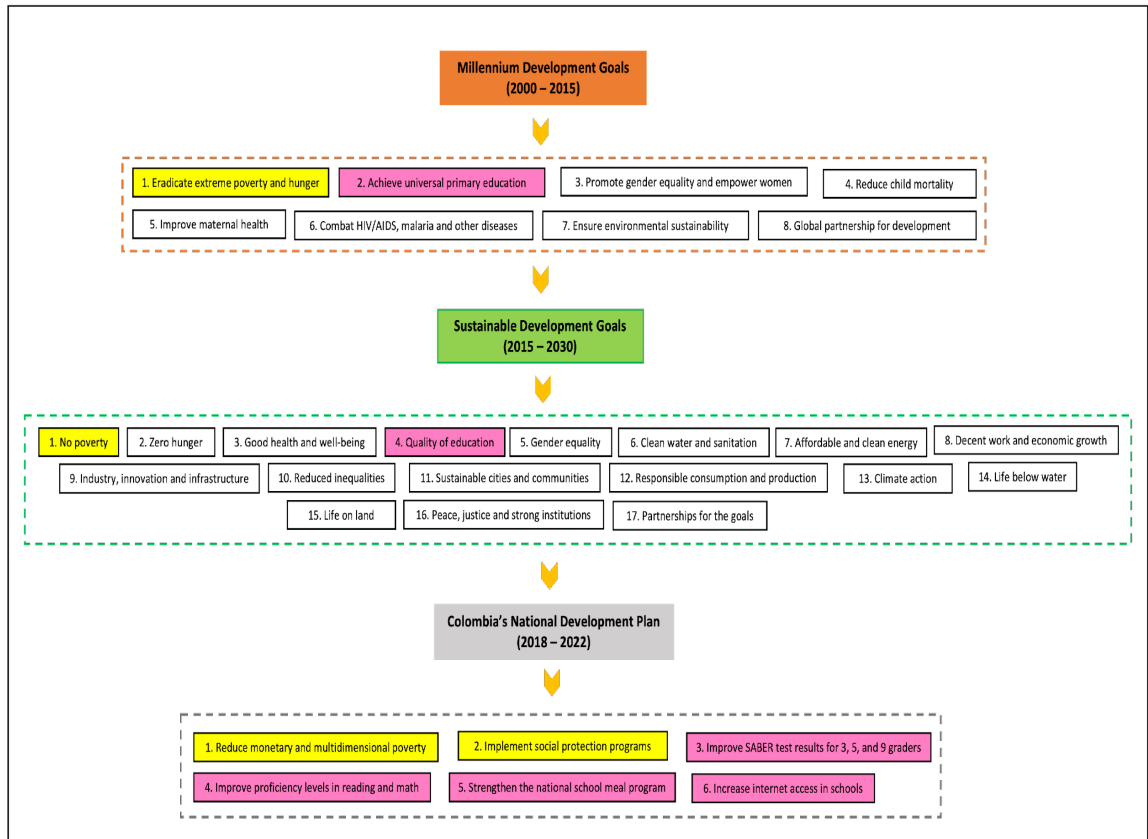 Millennium Development Goals
(2000 – 2015)
1. Eradicate extreme poverty and hunger
2. Achieve universal primary education
3. Promote gender equality and empower women
4. Reduce child mortality
5. Improve maternal health
6. Combat HIV/AIDS, malaria and other diseases
7. Ensure environmental sustainability
8. Global partnership for development
Sustainable Development Goals
(2015 – 2030)
1. No poverty
2. Zero hunger
3. Good health and well-being
4. Quality of education
5. Gender equality
6. Clean water and sanitation
7. Affordable and clean energy
8. Decent work and economic growth
9. Industry, innovation and infrastructure
10. Reduced inequalities
11. Sustainable cities and communities
12. Responsible consumption and production
13. Climate action
14. Life below water
15. Life on land
16. Peace, justice and strong institutions
17. Partnerships for the goals
Colombia's National Development Plan
(2018 – 2022)
1. Reduce monetary and multidimensional poverty
2. Implement social protection programs
3. Improve SABER test results for 3, 5, and 9 graders
4. Improve proficiency levels in reading and math
5. Strengthen the national school meal program
6. Increase internet access in schools